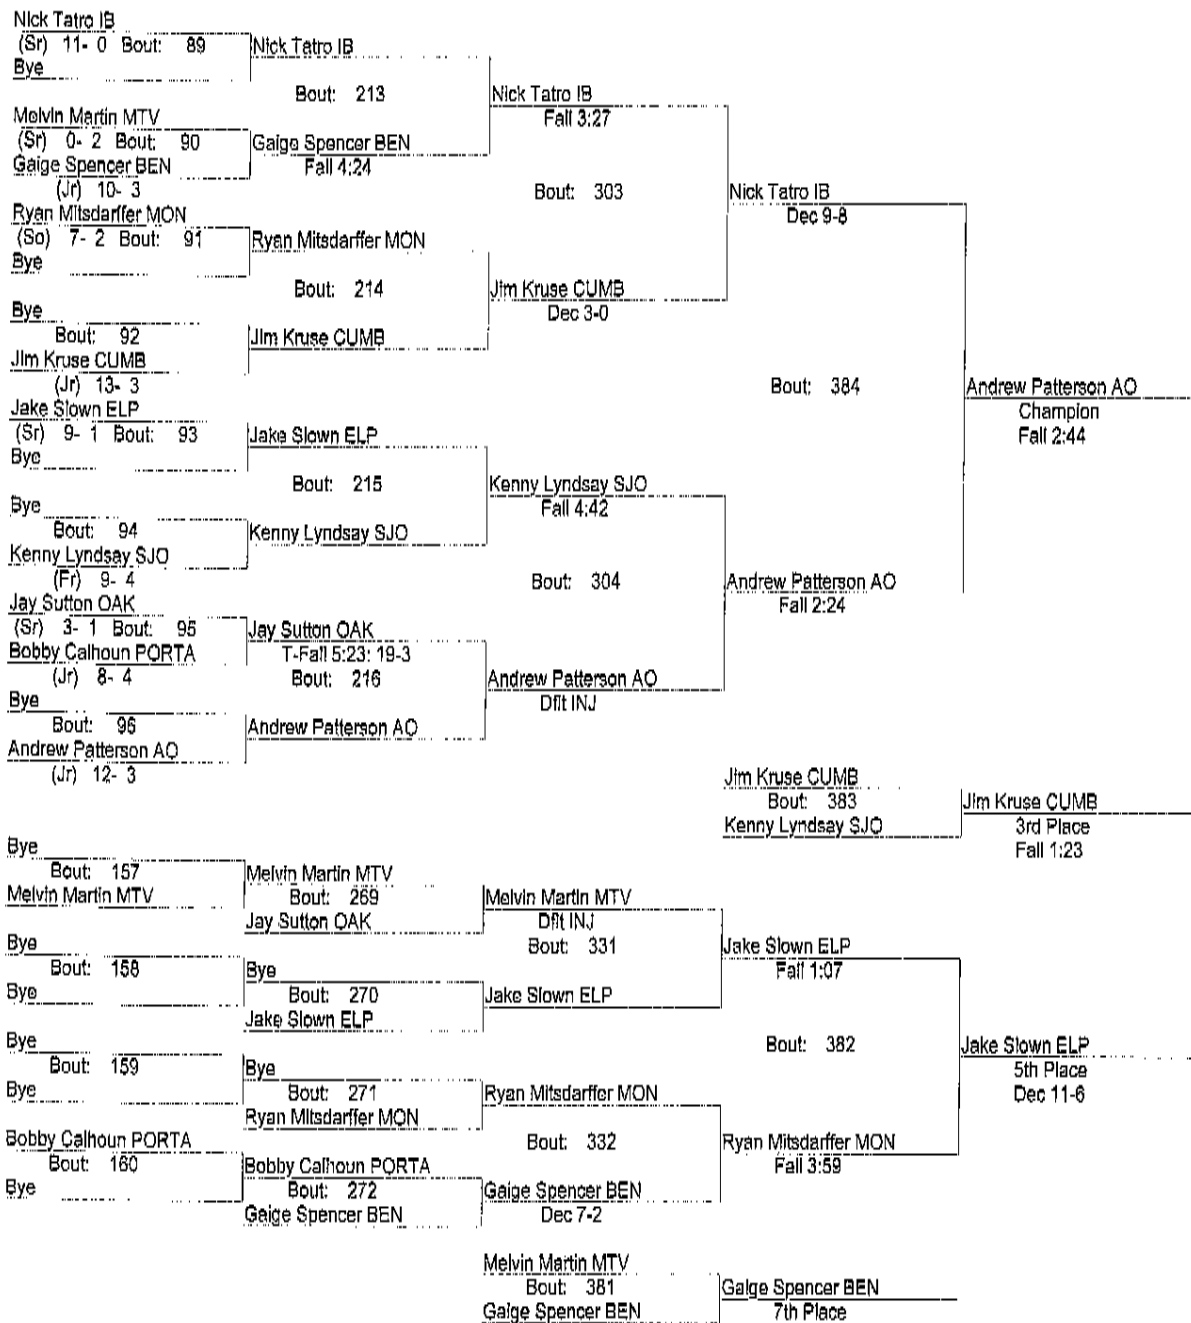 Nick Tatro IB
(Sr) 11- 0 Bout: 89
Bye
Nick Tatro IB
Bout: 213
Melvin Martin MTV
(Sr) 0- 2 Bout: 90
Gaige Spencer BEN
(Jr) 10- 3
Gaige Spencer BEN
Fall 4:24
Nick Tatro IB
Fall 3:27
Bout: 303
Ryan Mitsdarffer MON
(So) 7- 2 Bout: 91
Bye
Ryan Mitsdarffer MON
Bout: 214
Bye
Bout: 92
Jim Kruse CUMB
(Jr) 13- 3
Jim Kruse CUMB
Jim Kruse CUMB
Dec 3-0
Nick Tatro IB
Dec 9-8
Bout: 384
Jake Slown ELP
(Sr) 9- 1 Bout: 93
Bye
Jake Slown ELP
Bout: 215
Bye
Bout: 94
Kenny Lyndsay SJO
(Fr) 9- 4
Kenny Lyndsay SJO
Kenny Lyndsay SJO
Fall 4:42
Bout: 304
Jay Sutton OAK
(Sr) 3- 1 Bout: 95
Bobby Calhoun PORTA
(Jr) 8- 4
Jay Sutton OAK
T-Fall 5:23: 19-3
Bout: 216
Bye
Bout: 96
Andrew Patterson AO
(Jr) 12- 3
Andrew Patterson AO
Andrew Patterson AO
Dflt INJ
Andrew Patterson AO
Fall 2:24
Andrew Patterson AO
Champion
Fall 2:44
Jim Kruse CUMB
Bout: 383
Kenny Lyndsay SJO
Jim Kruse CUMB
3rd Place
Fall 1:23
Bye
Bout: 157
Melvin Martin MTV
Melvin Martin MTV
Bout: 269
Jay Sutton OAK
Melvin Martin MTV
Dflt INJ
Bout: 331
Bye
Bout: 158
Bye
Bye
Bout: 270
Jake Slown ELP
Jake Slown ELP
Jake Slown ELP
Fall 1:07
Bout: 382
Bye
Bout: 159
Bye
Bye
Bout: 271
Ryan Mitsdarffer MON
Ryan Mitsdarffer MON
Bout: 332
Bobby Calhoun PORTA
Bout: 160
Bye
Bobby Calhoun PORTA
Bout: 272
Gaige Spencer BEN
Gaige Spencer BEN
Dec 7-2
Ryan Mitsdarffer MON
Fall 3:59
Jake Slown ELP
5th Place
Dec 11-6
Melvin Martin MTV
Bout: 381
Gaige Spencer BEN
Gaige Spencer BEN
7th Place